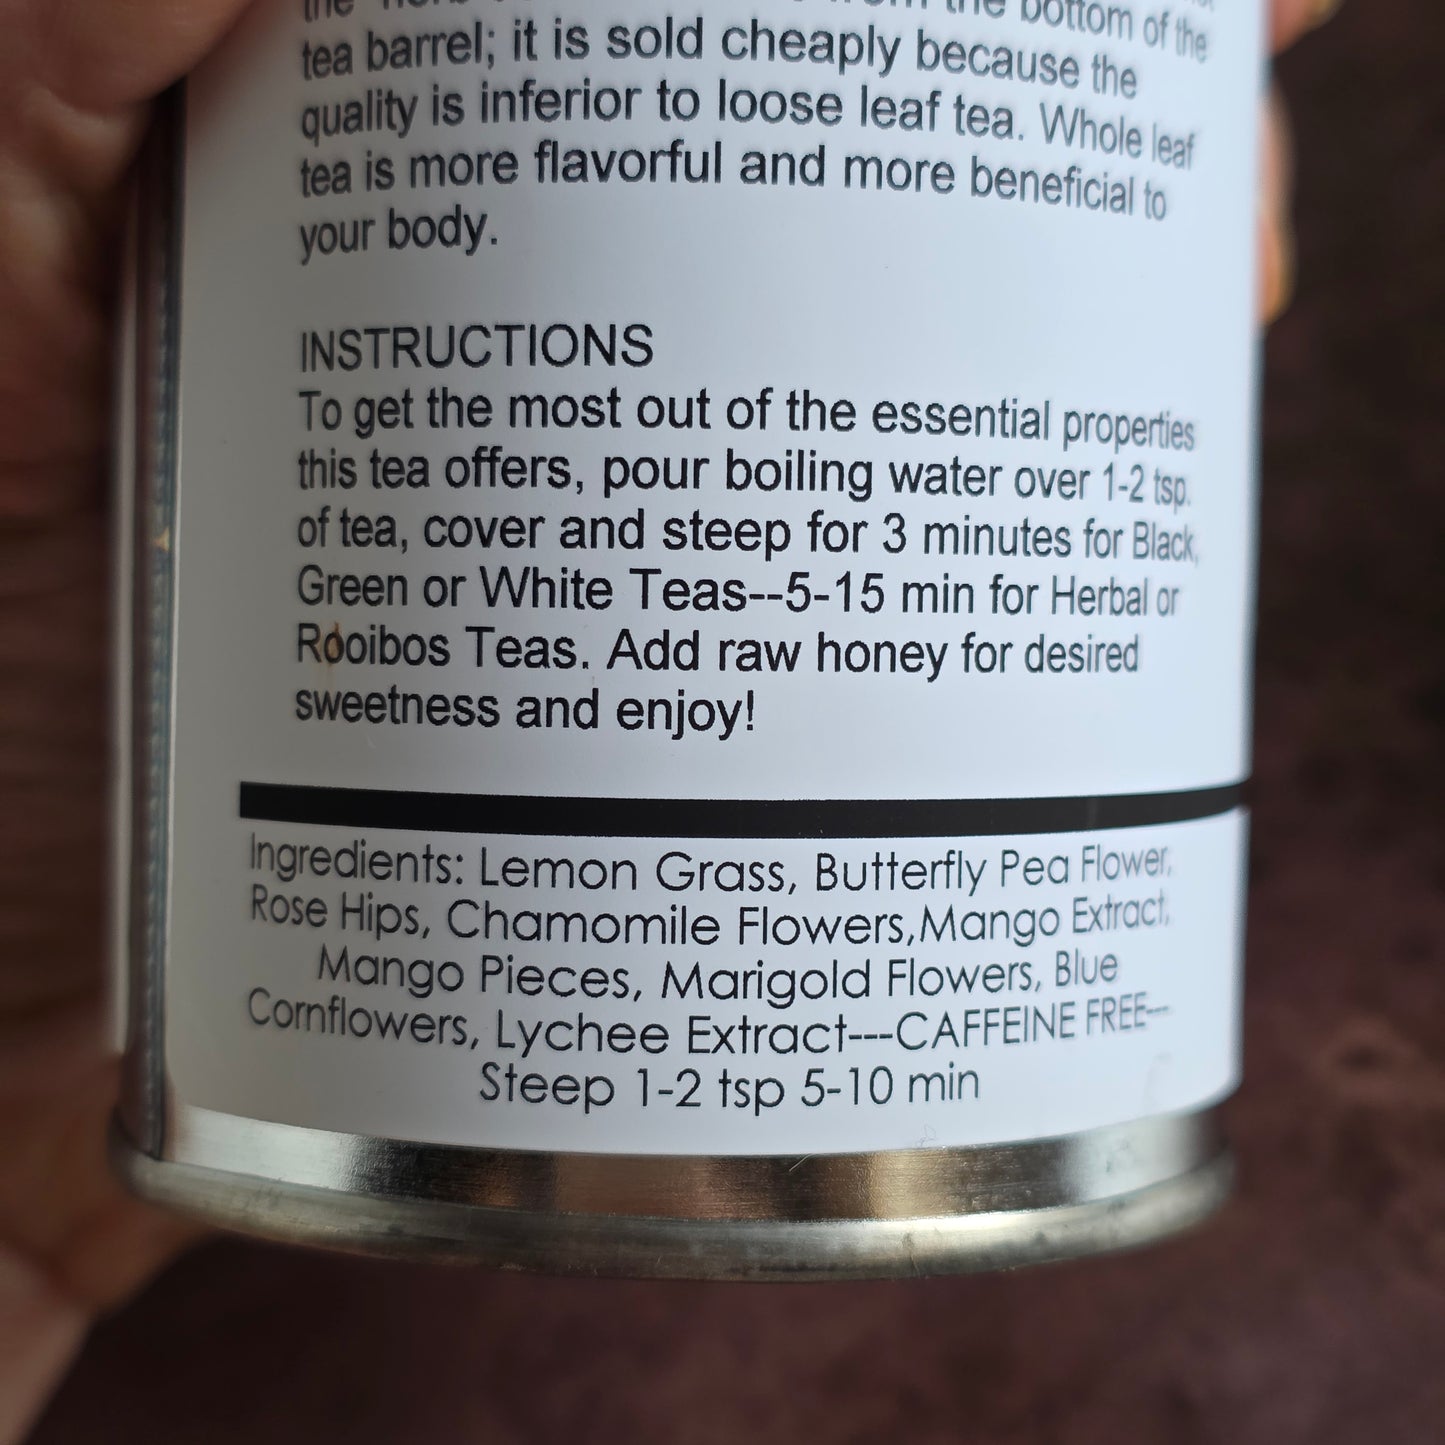 the bottom of the
tea barrel; it is sold cheaply because the
quality is inferior to loose leaf tea. Whole leaf
tea is more flavorful and more beneficial to
your body.
INSTRUCTIONS
To get the most out of the essential properties
this tea offers, pour boiling water over 1-2 tsp.
of tea, cover and steep for 3 minutes for Black,
Green or White Teas--5-15 min for Herbal or
Rooibos Teas. Add raw honey for desired
sweetness and enjoy!
Ingredients: Lemon Grass, Butterfly Pea Flower,
Rose Hips, Chamomile Flowers,Mango Extract,
Mango Pieces, Marigold Flowers, Blue
Cornflowers, Lychee Extract---CAFFEINE FREE---
Steep 1-2 tsp 5-10 min